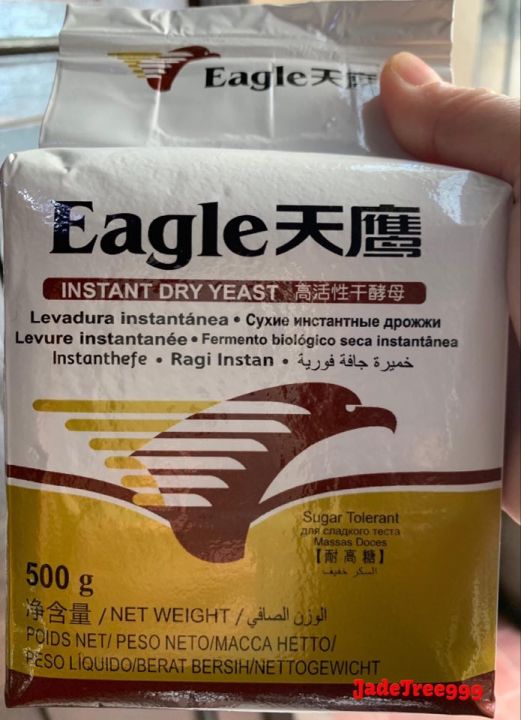 Eagle天鹰
Eagle天鹰
INSTANT DRY YEAST 高活性干酵母
Levadura instantánea • Сухие инстантные дрожжи
Levure instantanée • Fermento biológico seca instantânea
Instanthefe • Ragi Instan • خميرة جافة فورية
Sugar Tolerant
для сладкого теста
Massas Doces
【耐高糖】
السكر خفيف
500 g
净含量 / NET WEIGHT / الوزن الصافي /
POIDS NET/ PESO NETO/МАССА НЕТТО/
PESO LÍQUIDO/BERAT BERSIH/NETTOGEWICHT
JadeTree999